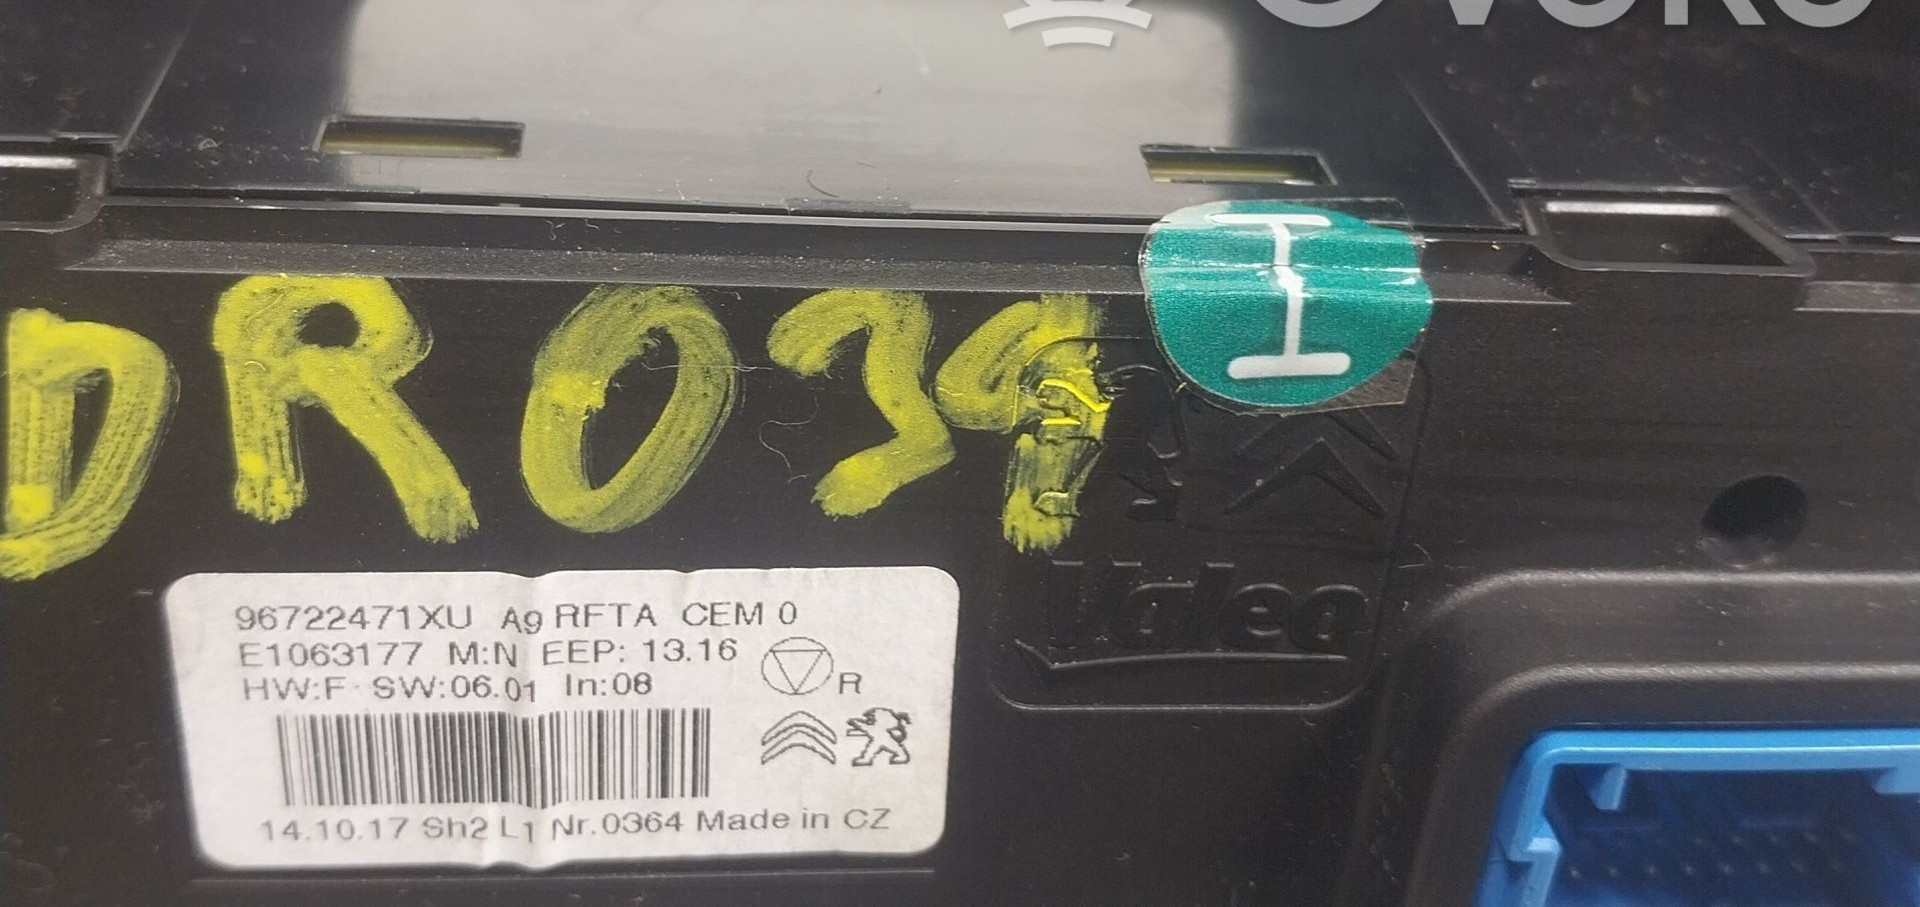 DR039
I
Valeo
96722471XU A9 RFTA CEM 0
E1063177 M:N EEP: 13.16
HW:F SW:06.01 In:08
R
14.10.17 Sh2 L1 Nr.0364 Made in CZ